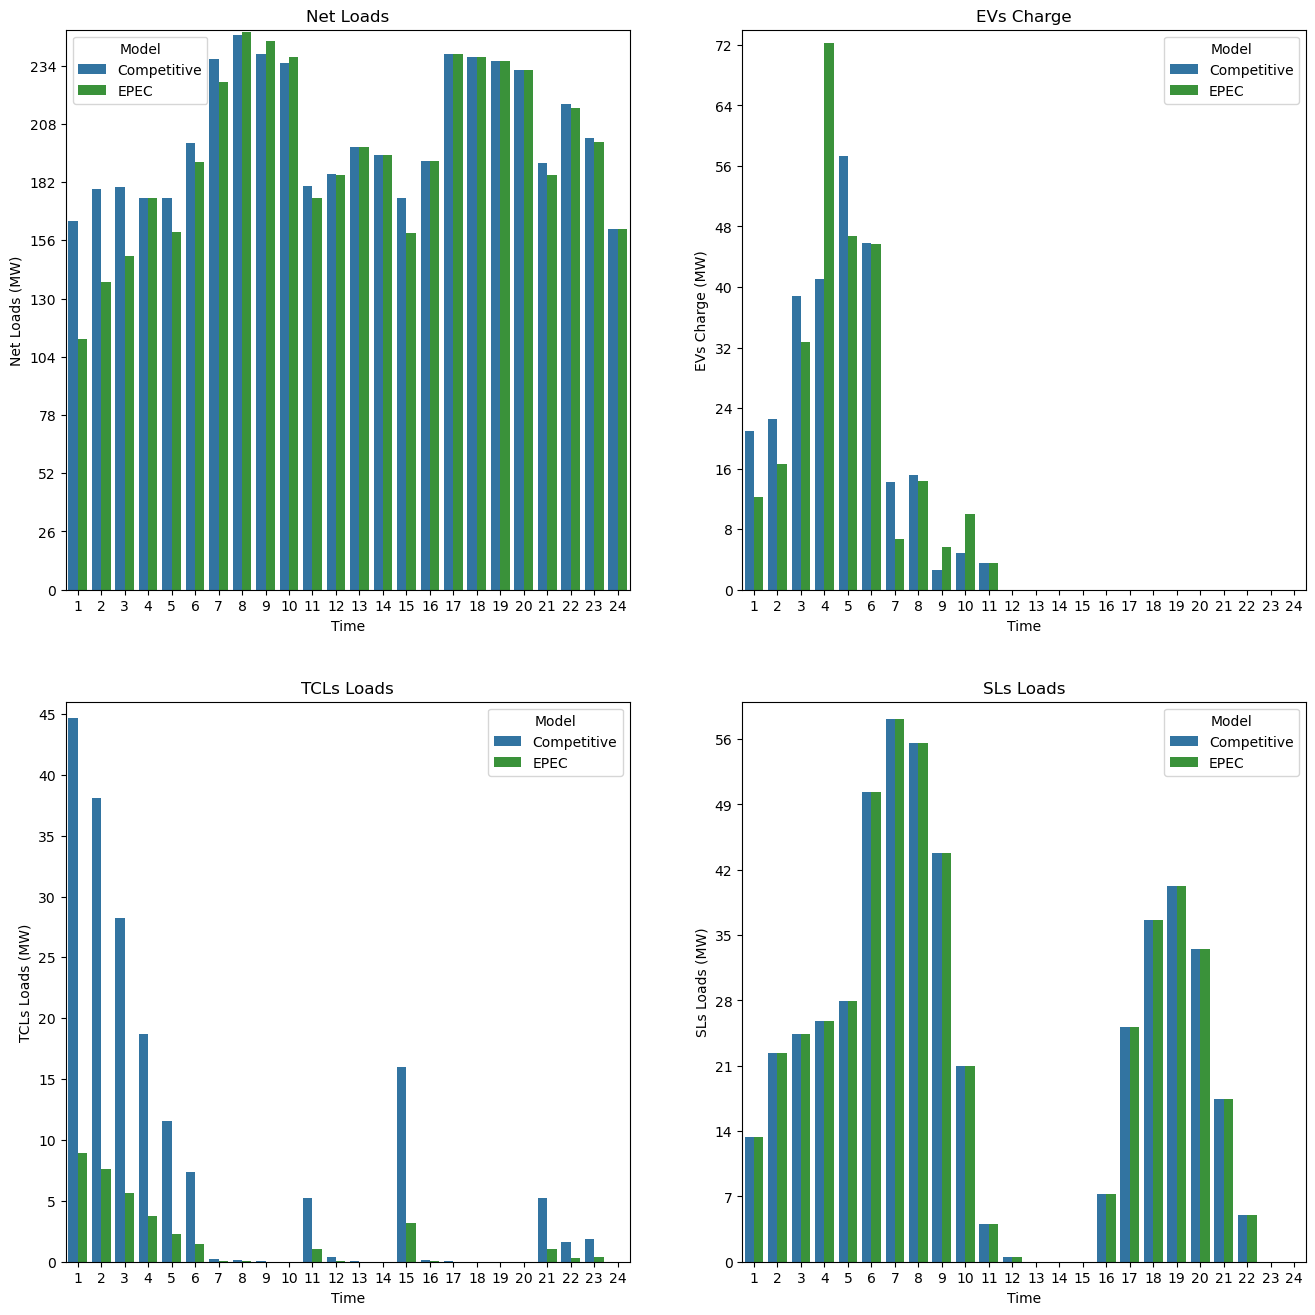 Net Loads
Model
Competitive
EPEC
Net Loads (MW)
234
208
182
156
130
104
78
52
26
0
1 2 3 4 5 6 7 8 9 10 11 12 13 14 15 16 17 18 19 20 21 22 23 24
Time
EVs Charge
Model
Competitive
EPEC
EVs Charge (MW)
72
64
56
48
40
32
24
16
8
0
1 2 3 4 5 6 7 8 9 10 11 12 13 14 15 16 17 18 19 20 21 22 23 24
Time
TCLs Loads
Model
Competitive
EPEC
TCLs Loads (MW)
45
40
35
30
25
20
15
10
5
0
1 2 3 4 5 6 7 8 9 10 11 12 13 14 15 16 17 18 19 20 21 22 23 24
Time
SLs Loads
Model
Competitive
EPEC
SLs Loads (MW)
56
49
42
35
28
21
14
7
0
1 2 3 4 5 6 7 8 9 10 11 12 13 14 15 16 17 18 19 20 21 22 23 24
Time